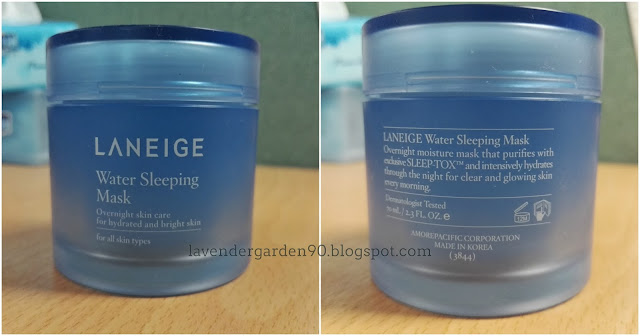 LANEIGE
Water Sleeping
Mask
Overnight skin care
for hydrated and bright skin
for all skin types
LANEIGE Water Sleeping Mask
Overnight moisture mask that purifies with
exclusive SLEEP-TOX™ and intensively hydrates
through the night for clear and glowing skin
every morning.
Dermatologist Tested
70 mL / 2.3 FL. OZ e
12M
AMOREPACIFIC CORPORATION
MADE IN KOREA
(3844)
lavendergarden90.blogspot.com